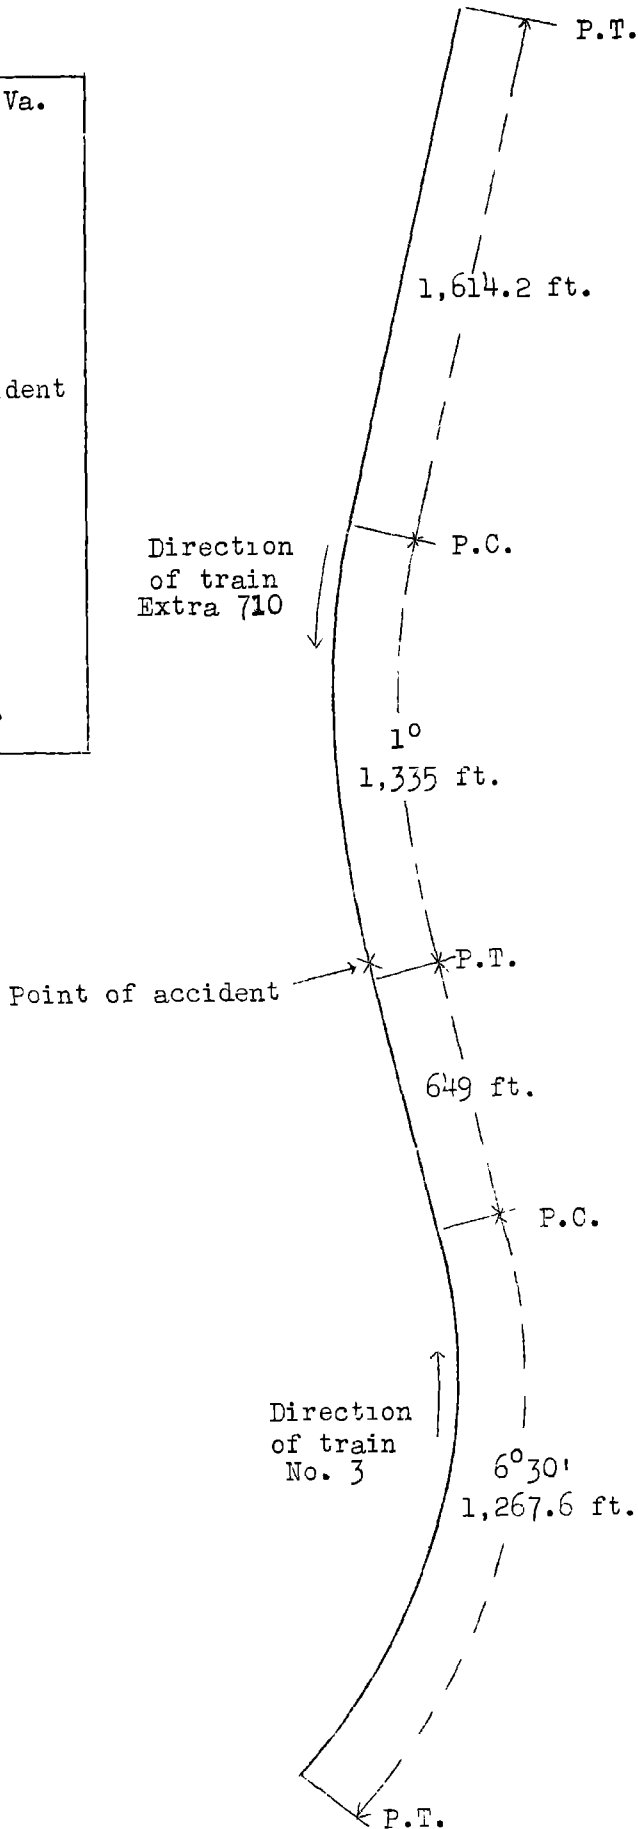 P.T.
Va.
1,614.2 ft.
dent
Direction
of train
Extra 710
P.C.
1°
1,335 ft.
Point of accident
P.T.
649 ft.
P.C.
Direction
of train
No. 3
6°30'
1,267.6 ft.
P.T.